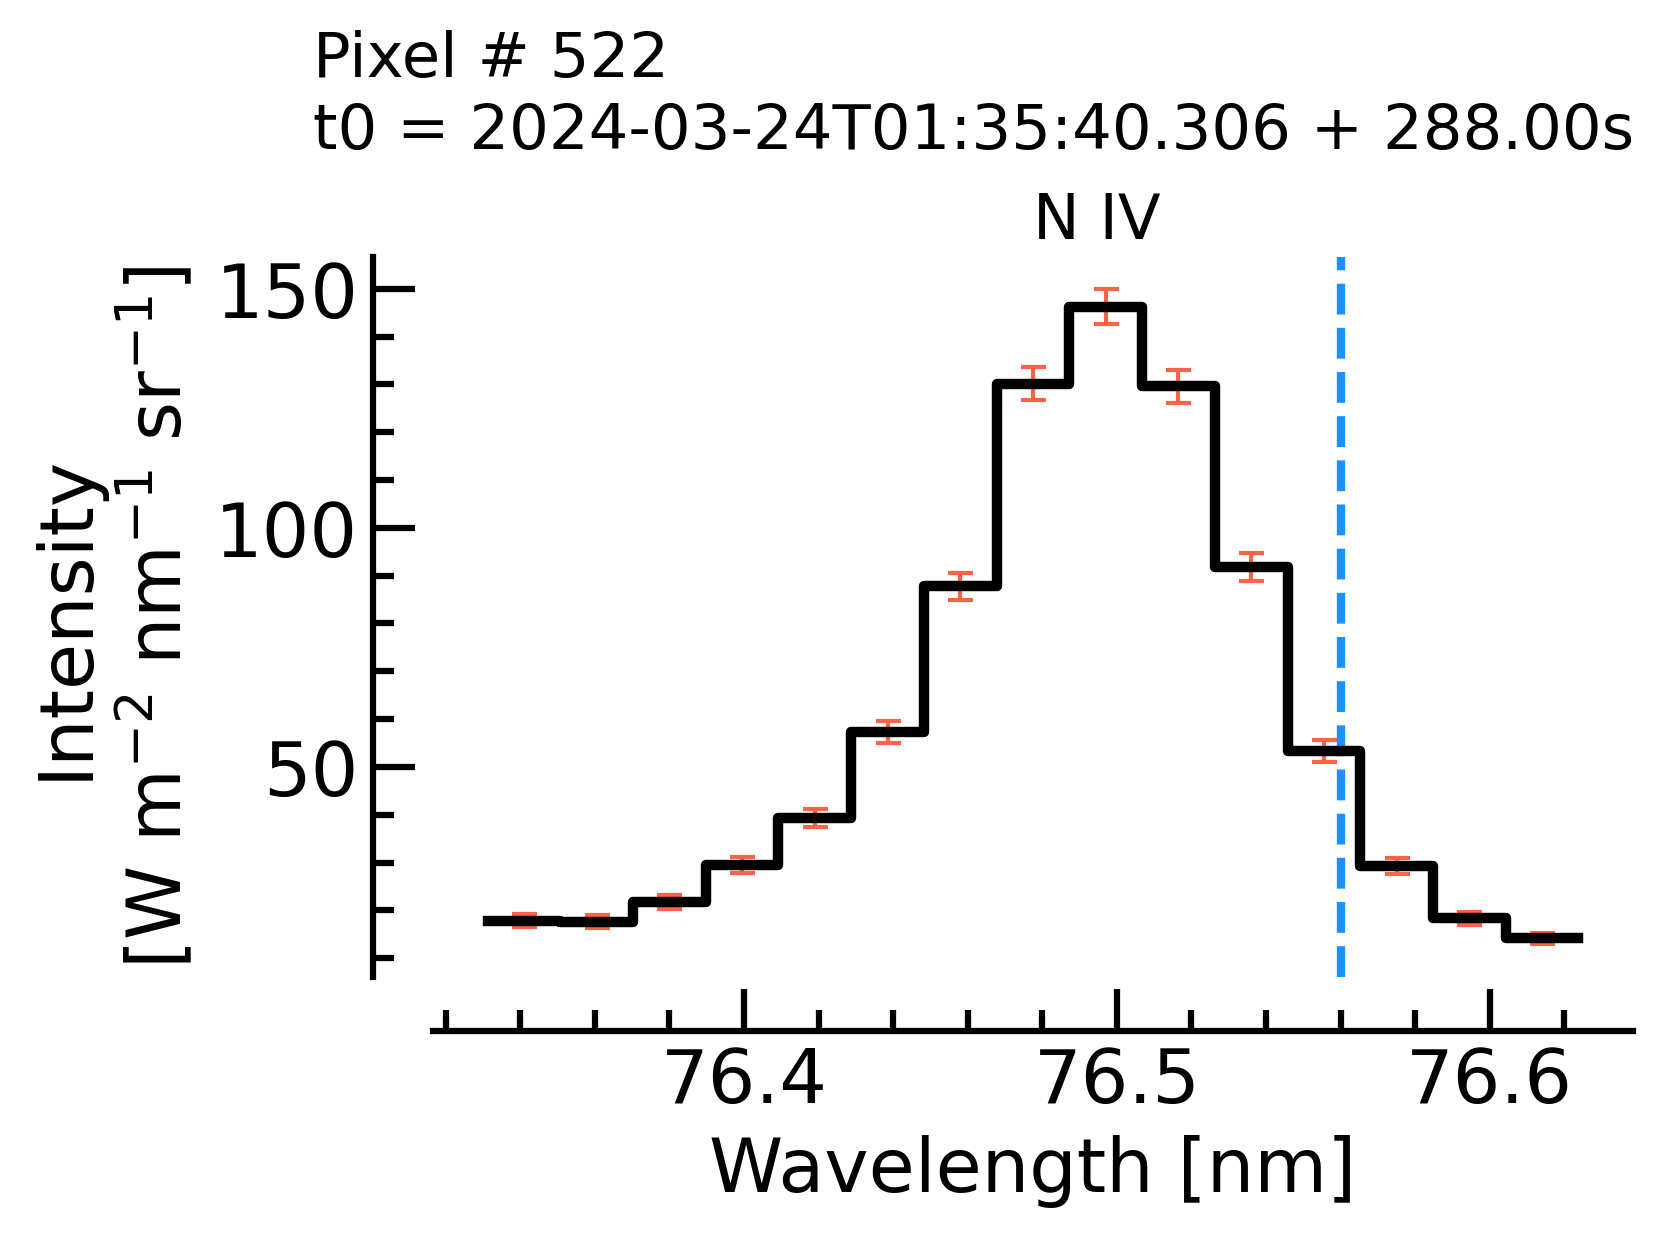 Pixel # 522
t0 = 2024-03-24T01:35:40.306 + 288.00s
N IV
Intensity
[W m⁻² nm⁻¹ sr⁻¹]
150
100
50
76.4 76.5 76.6
Wavelength [nm]